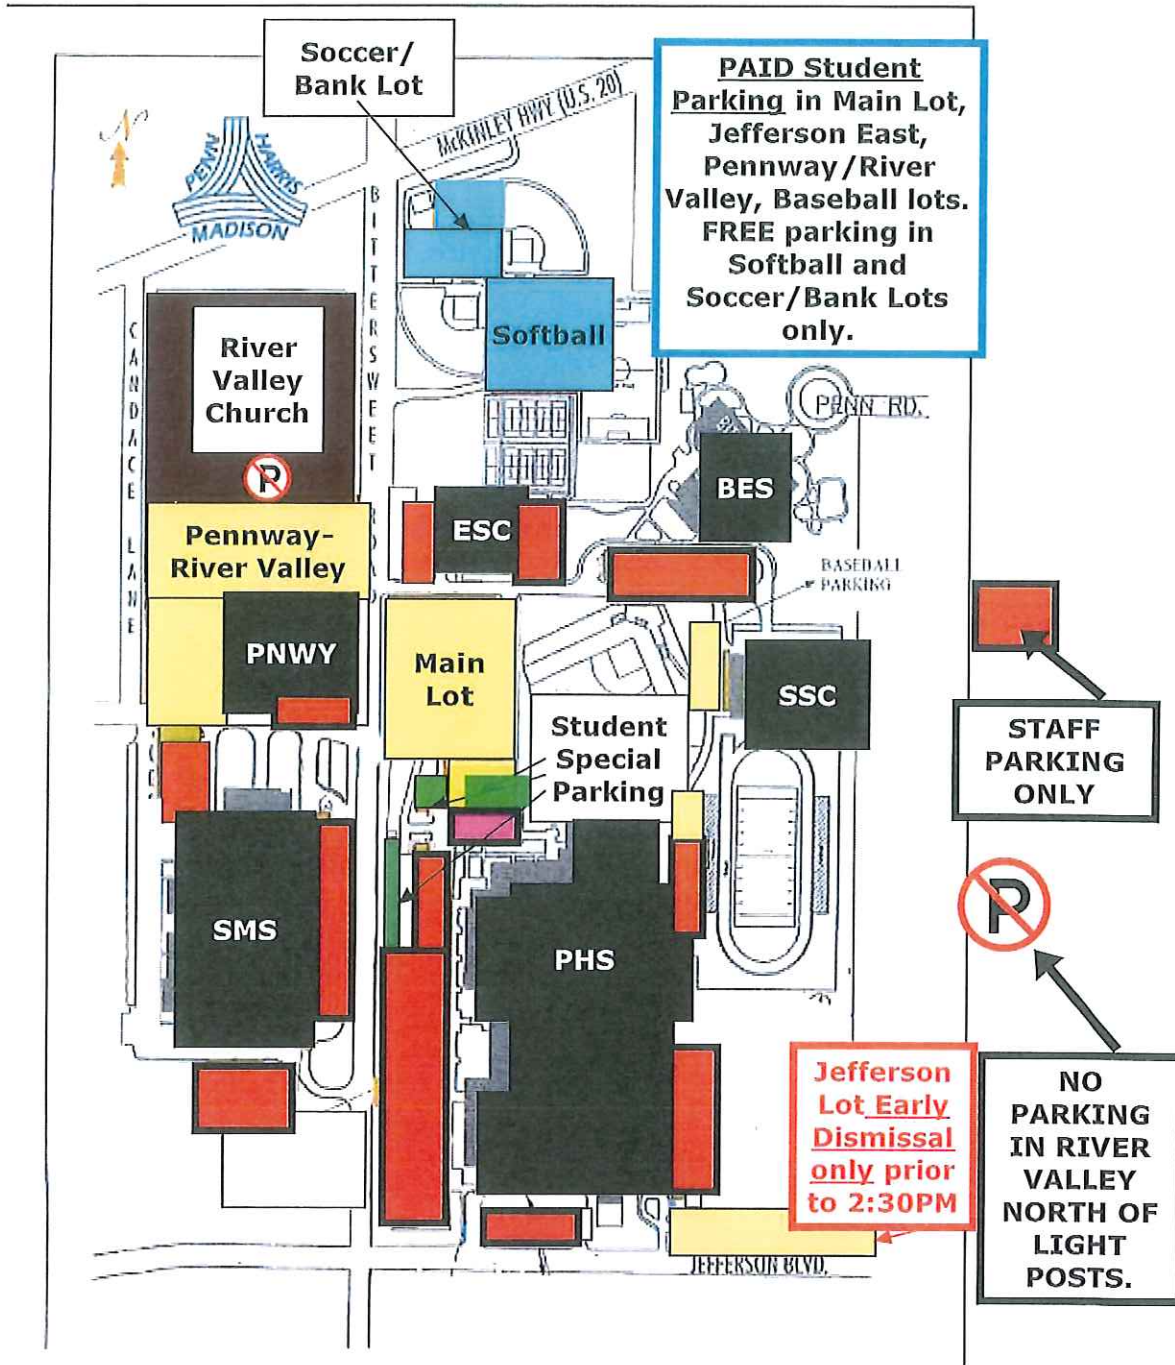 Soccer/
Bank Lot
McKINLEY HWY (U.S. 20)
PAID Student
Parking in Main Lot,
Jefferson East,
Pennway/River
Valley, Baseball lots.
FREE parking in
Softball and
Soccer/Bank Lots
only.
N
PENN
HARRIS
MADISON
BITTERSWEET ROAD
CANDACE LANE
River
Valley
Church
P
Softball
PENN RD.
BES
ESC
Pennway-
River Valley
BASEBALL
PARKING
PNWY
Main
Lot
SSC
Student
Special
Parking
STAFF
PARKING
ONLY
SMS
PHS
P
Jefferson
Lot Early
Dismissal
only prior
to 2:30PM
NO
PARKING
IN RIVER
VALLEY
NORTH OF
LIGHT
POSTS.
JEFFERSON BLVD.